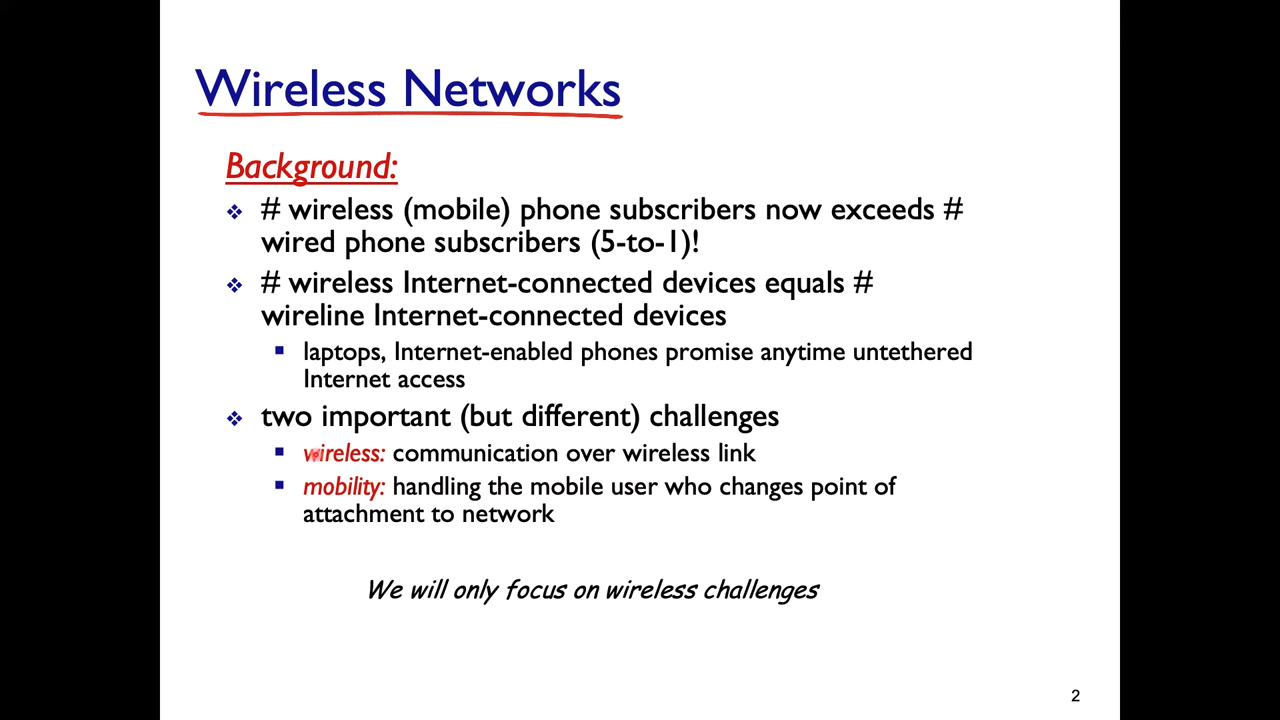 Wireless Networks
Background:
# wireless (mobile) phone subscribers now exceeds #
wired phone subscribers (5-to-1)!
# wireless Internet-connected devices equals #
wireline Internet-connected devices
laptops, Internet-enabled phones promise anytime untethered
Internet access
two important (but different) challenges
wireless: communication over wireless link
mobility: handling the mobile user who changes point of
attachment to network
We will only focus on wireless challenges
2